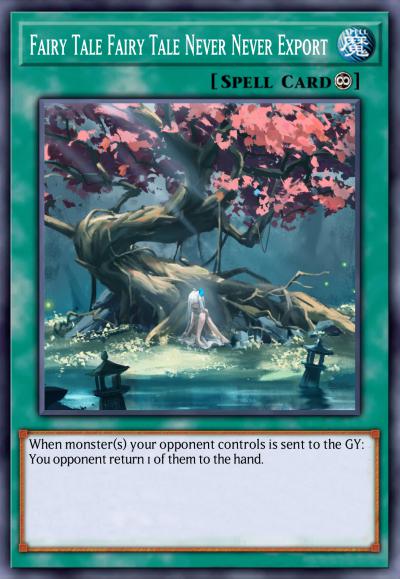 Fairy Tale Fairy Tale Never Never Export
[Spell Card]
When monster(s) your opponent controls is sent to the GY:
You opponent return 1 of them to the hand.